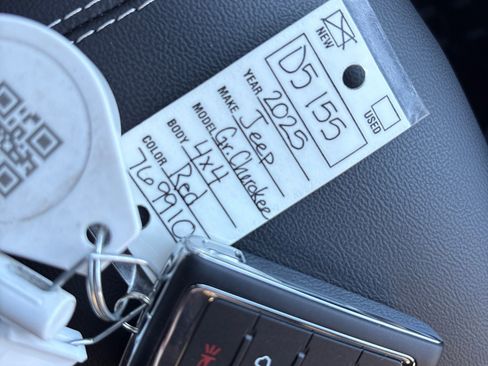 NEW
USED
D5155
YEAR 2025
MAKE Jeep
MODEL Gr. Cherokee
BODY 4x4
COLOR Red
769910